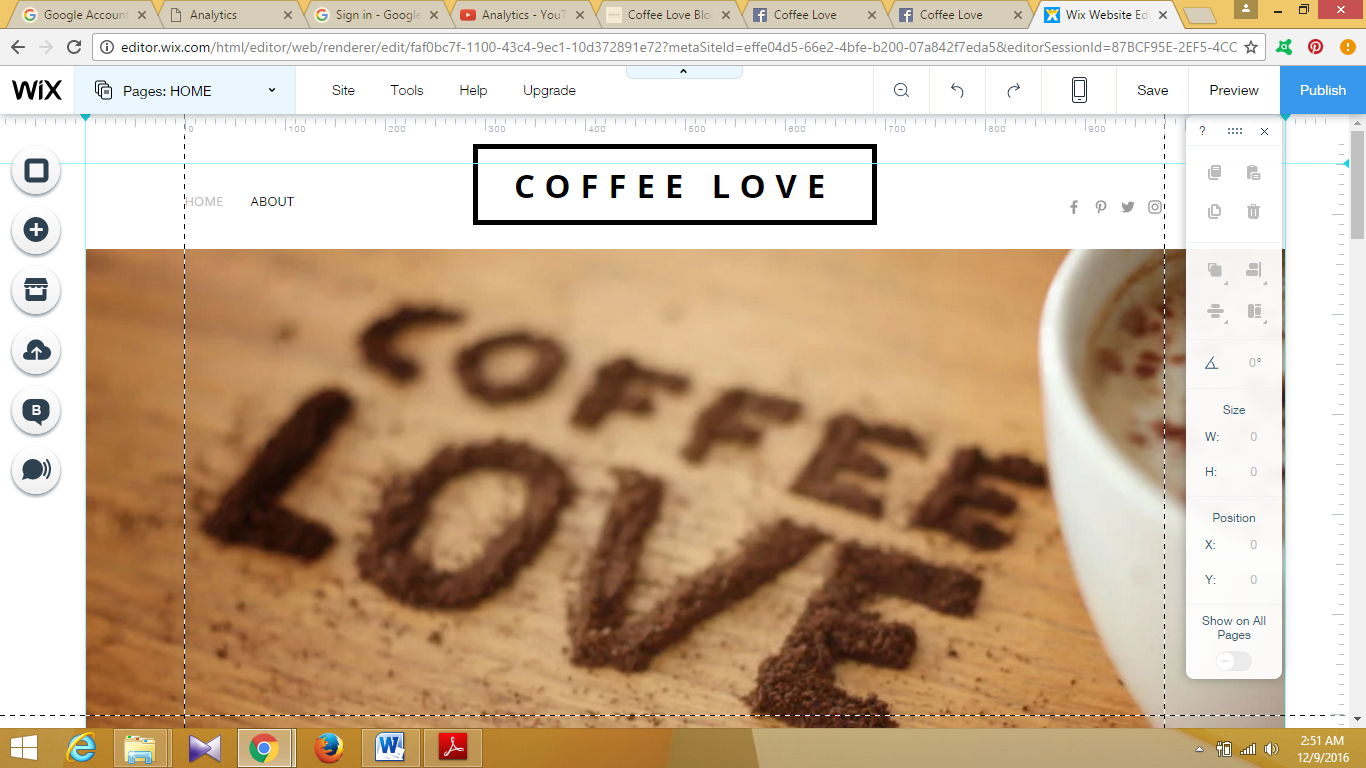 Google Account
Analytics
Sign in - Google
Analytics - YouT
Coffee Love Blo
Coffee Love
Coffee Love
Wix Website Ed
editor.wix.com/html/editor/web/renderer/edit/faf0bc7f-1100-43c4-9ec1-10d372891e72?metaSiteId=effe04d5-66e2-4bfe-b200-07a842f7eda5&editorSessionId=87BCF95E-2EF5-4CC
WiX
Pages: HOME
Site
Tools
Help
Upgrade
Save
Preview
Publish
0 100 200 300 400 500 600 700 800 900
?
COFFEE LOVE
HOME
ABOUT
COFFEE
LOVE
0°
Size
W: 0
H: 0
Position
X: 0
Y: 0
Show on All
Pages
B
2:51 AM
12/9/2016